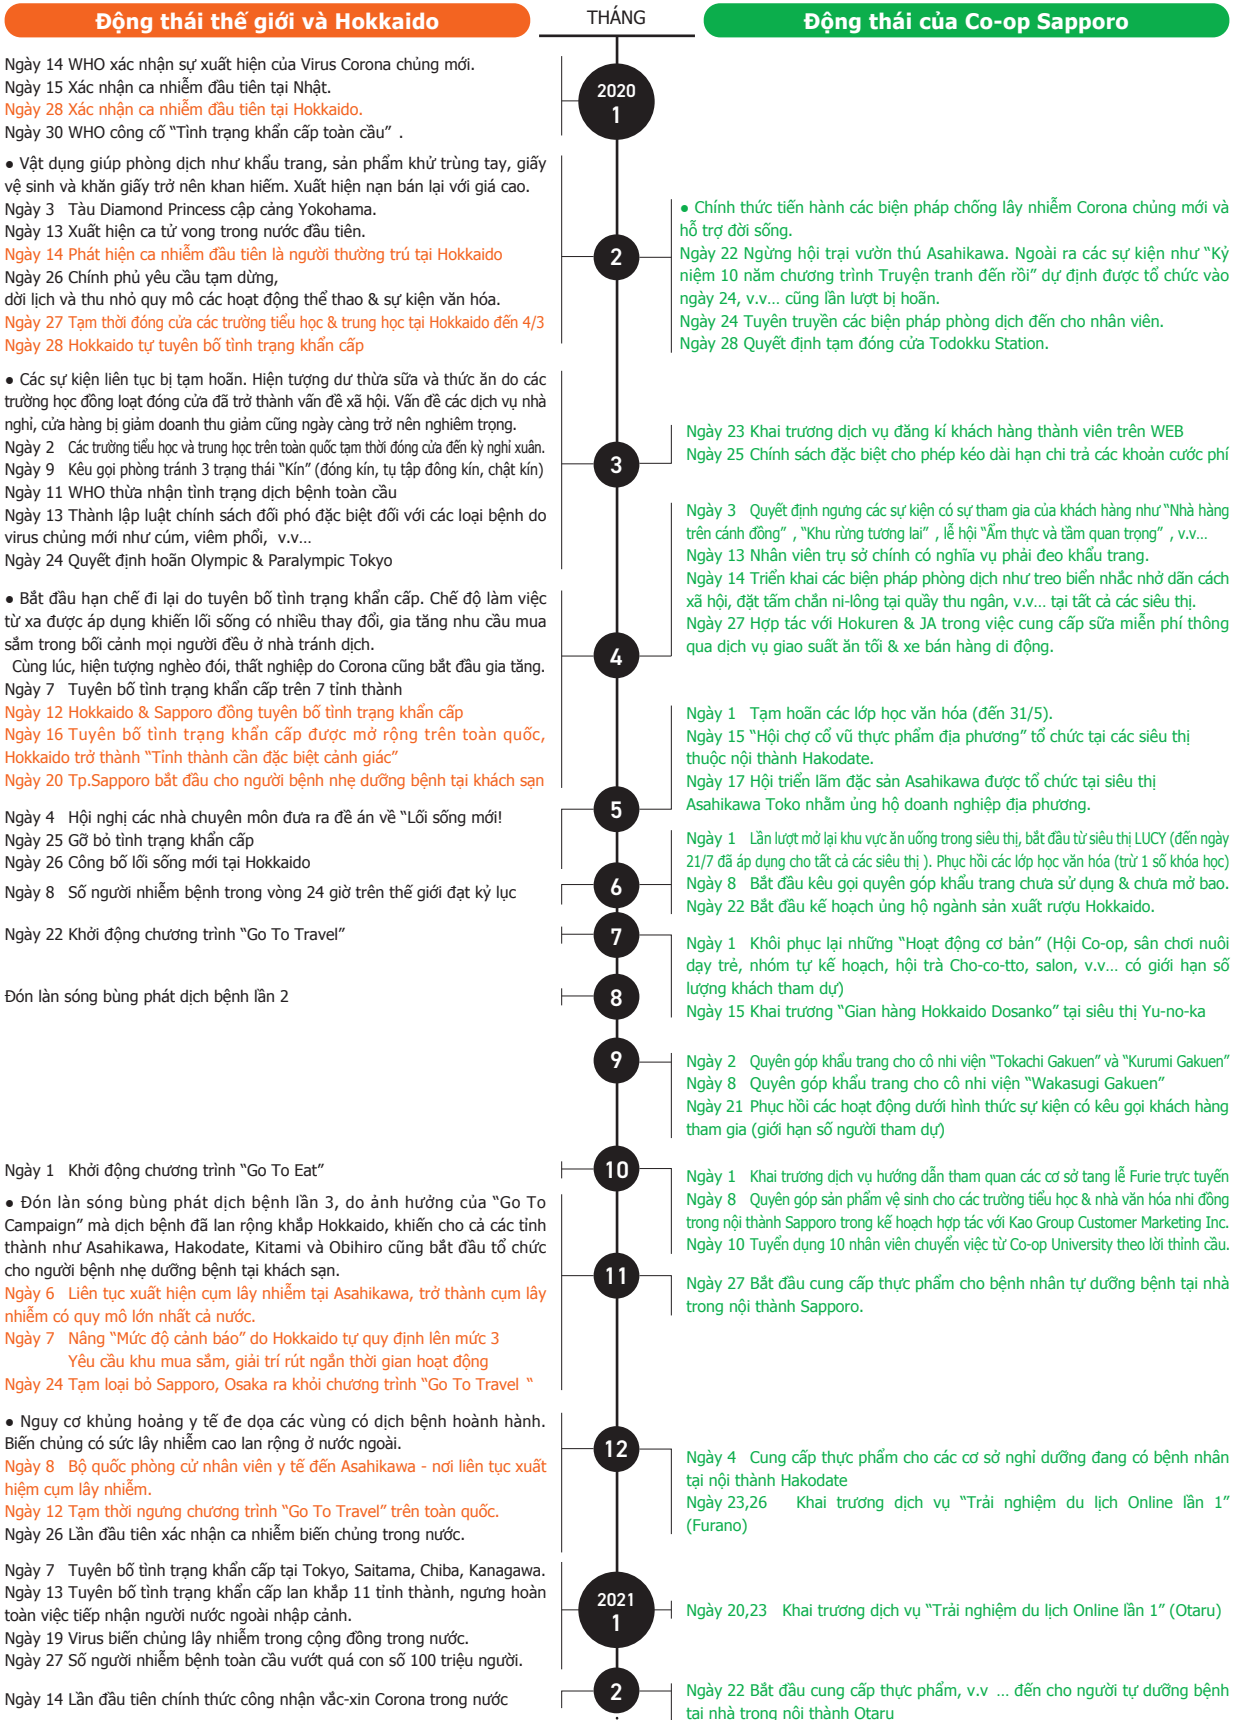 Động thái thế giới và Hokkaido
THÁNG
Động thái của Co-op Sapporo
Ngày 14 WHO xác nhận sự xuất hiện của Virus Corona chủng mới.
Ngày 15 Xác nhận ca nhiễm đầu tiên tại Nhật.
Ngày 28 Xác nhận ca nhiễm đầu tiên tại Hokkaido.
Ngày 30 WHO công cố “Tình trạng khẩn cấp toàn cầu” .
2020
1
● Vật dụng giúp phòng dịch như khẩu trang, sản phẩm khử trùng tay, giấy
vệ sinh và khăn giấy trở nên khan hiếm. Xuất hiện nạn bán lại với giá cao.
Ngày 3 Tàu Diamond Princess cập cảng Yokohama.
Ngày 13 Xuất hiện ca tử vong trong nước đầu tiên.
Ngày 14 Phát hiện ca nhiễm đầu tiên là người thường trú tại Hokkaido
Ngày 26 Chính phủ yêu cầu tạm dừng,
dời lịch và thu nhỏ quy mô các hoạt động thể thao & sự kiện văn hóa.
Ngày 27 Tạm thời đóng cửa các trường tiểu học & trung học tại Hokkaido đến 4/3
Ngày 28 Hokkaido tự tuyên bố tình trạng khẩn cấp
2
● Chính thức tiến hành các biện pháp chống lây nhiễm Corona chủng mới và
hỗ trợ đời sống.
Ngày 22 Ngừng hội trại vườn thú Asahikawa. Ngoài ra các sự kiện như “Kỷ
niệm 10 năm chương trình Truyện tranh đến rồi” dự định được tổ chức vào
ngày 24, v.v... cũng lần lượt bị hoãn.
Ngày 24 Tuyên truyền các biện pháp phòng dịch đến cho nhân viên.
Ngày 28 Quyết định tạm đóng cửa Todokku Station.
● Các sự kiện liên tục bị tạm hoãn. Hiện tượng dư thừa sữa và thức ăn do các
trường học đồng loạt đóng cửa đã trở thành vấn đề xã hội. Vấn đề các dịch vụ nhà
nghỉ, cửa hàng bị giảm doanh thu giảm cũng ngày càng trở nên nghiêm trọng.
Ngày 2 Các trường tiểu học và trung học trên toàn quốc tạm thời đóng cửa đến kỳ nghỉ xuân.
Ngày 9 Kêu gọi phòng tránh 3 trạng thái “Kín” (đóng kín, tụ tập đông kín, chật kín)
Ngày 11 WHO thừa nhận tình trạng dịch bệnh toàn cầu
Ngày 13 Thành lập luật chính sách đối phó đặc biệt đối với các loại bệnh do
virus chủng mới như cúm, viêm phổi, v.v...
Ngày 24 Quyết định hoãn Olympic & Paralympic Tokyo
3
Ngày 23 Khai trương dịch vụ đăng kí khách hàng thành viên trên WEB
Ngày 25 Chính sách đặc biệt cho phép kéo dài hạn chi trả các khoản cước phí
● Bắt đầu hạn chế đi lại do tuyên bố tình trạng khẩn cấp. Chế độ làm việc
từ xa được áp dụng khiến lối sống có nhiều thay đổi, gia tăng nhu cầu mua
sắm trong bối cảnh mọi người đều ở nhà tránh dịch.
Cùng lúc, hiện tượng nghèo đói, thất nghiệp do Corona cũng bắt đầu gia tăng.
Ngày 7 Tuyên bố tình trạng khẩn cấp trên 7 tỉnh thành
Ngày 12 Hokkaido & Sapporo đồng tuyên bố tình trạng khẩn cấp
Ngày 16 Tuyên bố tình trạng khẩn cấp được mở rộng trên toàn quốc,
Hokkaido trở thành “Tỉnh thành cần đặc biệt cảnh giác”
Ngày 20 Tp.Sapporo bắt đầu cho người bệnh nhẹ dưỡng bệnh tại khách sạn
4
Ngày 3 Quyết định ngưng các sự kiện có sự tham gia của khách hàng như “Nhà hàng
trên cánh đồng” , “Khu rừng tương lai” , lễ hội “Ẩm thực và tầm quan trọng” , v.v...
Ngày 13 Nhân viên trụ sở chính có nghĩa vụ phải đeo khẩu trang.
Ngày 14 Triển khai các biện pháp phòng dịch như treo biển nhắc nhở dãn cách
xã hội, đặt tấm chắn ni-lông tại quầy thu ngân, v.v... tại tất cả các siêu thị.
Ngày 27 Hợp tác với Hokuren & JA trong việc cung cấp sữa miễn phí thông
qua dịch vụ giao suất ăn tối & xe bán hàng di động.
Ngày 4 Hội nghị các nhà chuyên môn đưa ra đề án về “Lối sống mới!
Ngày 25 Gỡ bỏ tình trạng khẩn cấp
Ngày 26 Công bố lối sống mới tại Hokkaido
5
Ngày 1 Tạm hoãn các lớp học văn hóa (đến 31/5).
Ngày 15 “Hội chợ cổ vũ thực phẩm địa phương” tổ chức tại các siêu thị
thuộc nội thành Hakodate.
Ngày 17 Hội triển lãm đặc sản Asahikawa được tổ chức tại siêu thị
Asahikawa Toko nhằm ủng hộ doanh nghiệp địa phương.
Ngày 8 Số người nhiễm bệnh trong vòng 24 giờ trên thế giới đạt kỷ lục
6
Ngày 1 Lần lượt mở lại khu vực ăn uống trong siêu thị, bắt đầu từ siêu thị LUCY (đến ngày
21/7 đã áp dụng cho tất cả các siêu thị ). Phục hồi các lớp học văn hóa (trừ 1 số khóa học)
Ngày 8 Bắt đầu kêu gọi quyên góp khẩu trang chưa sử dụng & chưa mở bao.
Ngày 22 Bắt đầu kế hoạch ủng hộ ngành sản xuất rượu Hokkaido.
Ngày 22 Khởi động chương trình “Go To Travel”
7
Ngày 1 Khôi phục lại những “Hoạt động cơ bản” (Hội Co-op, sân chơi nuôi
dạy trẻ, nhóm tự kế hoạch, hội trà Cho-co-tto, salon, v.v... có giới hạn số
lượng khách tham dự)
Ngày 15 Khai trương “Gian hàng Hokkaido Dosanko” tại siêu thị Yu-no-ka
Đón làn sóng bùng phát dịch bệnh lần 2
8
9
Ngày 2 Quyên góp khẩu trang cho cô nhi viện “Tokachi Gakuen” và “Kurumi Gakuen”
Ngày 8 Quyên góp khẩu trang cho cô nhi viện “Wakasugi Gakuen”
Ngày 21 Phục hồi các hoạt động dưới hình thức sự kiện có kêu gọi khách hàng
tham gia (giới hạn số người tham dự)
Ngày 1 Khởi động chương trình “Go To Eat”
10
Ngày 1 Khai trương dịch vụ hướng dẫn tham quan các cơ sở tang lễ Furie trực tuyến
Ngày 8 Quyên góp sản phẩm vệ sinh cho các trường tiểu học & nhà văn hóa nhi đồng
trong nội thành Sapporo trong kế hoạch hợp tác với Kao Group Customer Marketing Inc.
Ngày 10 Tuyển dụng 10 nhân viên chuyển việc từ Co-op University theo lời thỉnh cầu.
● Đón làn sóng bùng phát dịch bệnh lần 3, do ảnh hưởng của “Go To
Campaign” mà dịch bệnh đã lan rộng khắp Hokkaido, khiến cho cả các tỉnh
thành như Asahikawa, Hakodate, Kitami và Obihiro cũng bắt đầu tổ chức
cho người bệnh nhẹ dưỡng bệnh tại khách sạn.
Ngày 6 Liên tục xuất hiện cụm lây nhiễm tại Asahikawa, trở thành cụm lây
nhiễm có quy mô lớn nhất cả nước.
Ngày 7 Nâng “Mức độ cảnh báo” do Hokkaido tự quy định lên mức 3
Yêu cầu khu mua sắm, giải trí rút ngắn thời gian hoạt động
Ngày 24 Tạm loại bỏ Sapporo, Osaka ra khỏi chương trình “Go To Travel “
11
Ngày 27 Bắt đầu cung cấp thực phẩm cho bệnh nhân tự dưỡng bệnh tại nhà
trong nội thành Sapporo.
● Nguy cơ khủng hoảng y tế đe dọa các vùng có dịch bệnh hoành hành.
Biến chủng có sức lây nhiễm cao lan rộng ở nước ngoài.
Ngày 8 Bộ quốc phòng cử nhân viên y tế đến Asahikawa - nơi liên tục xuất
hiệm cụm lây nhiễm.
Ngày 12 Tạm thời ngưng chương trình “Go To Travel” trên toàn quốc.
Ngày 26 Lần đầu tiên xác nhận ca nhiễm biến chủng trong nước.
12
Ngày 4 Cung cấp thực phẩm cho các cơ sở nghỉ dưỡng đang có bệnh nhân
tại nội thành Hakodate
Ngày 23,26 Khai trương dịch vụ “Trải nghiệm du lịch Online lần 1”
(Furano)
Ngày 7 Tuyên bố tình trạng khẩn cấp tại Tokyo, Saitama, Chiba, Kanagawa.
Ngày 13 Tuyên bố tình trạng khẩn cấp lan khắp 11 tỉnh thành, ngưng hoàn
toàn việc tiếp nhận người nước ngoài nhập cảnh.
Ngày 19 Virus biến chủng lây nhiễm trong cộng đồng trong nước.
Ngày 27 Số người nhiễm bệnh toàn cầu vượt quá con số 100 triệu người.
2021
1
Ngày 20,23 Khai trương dịch vụ “Trải nghiệm du lịch Online lần 1” (Otaru)
Ngày 14 Lần đầu tiên chính thức công nhận vắc-xin Corona trong nước
2
Ngày 22 Bắt đầu cung cấp thực phẩm, v.v ... đến cho người tự dưỡng bệnh
tại nhà trong nội thành Otaru